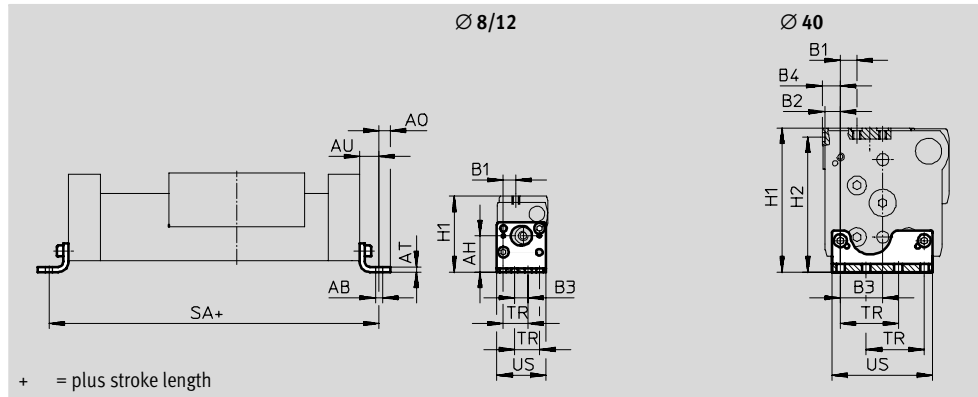 Ø 8/12
Ø 40
B1
B4
B2
AO
AU
B1
H1
H2
H1
AH
AT
AB
B3
B3
SA+
TR
TR
TR
TR
US
US
+ = plus stroke length